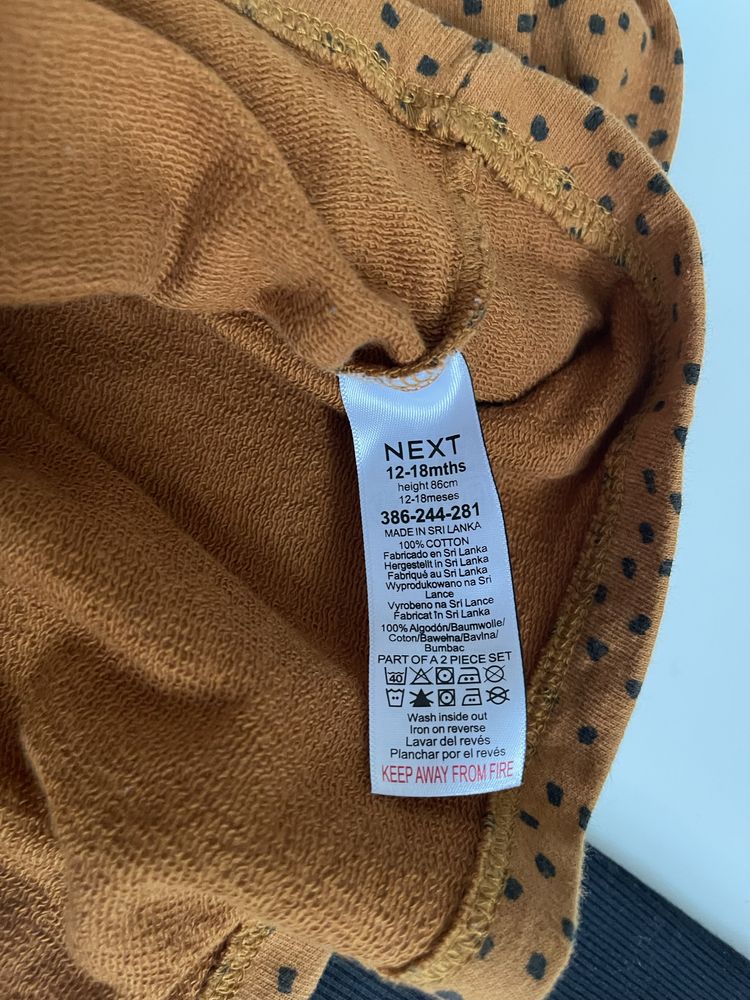 NEXT
12-18mths
height 86cm
12-18meses
386-244-281
MADE IN SRI LANKA
100% COTTON
Fabricado en Sri Lanka
Hergestellt in Sri Lanka
Fabriqué au Sri Lanka
Wyprodukowano na Sri
Lance
Vyrobeno na Sri Lance
Fabricat în Sri Lanka
100% Algodón/Baumwolle/
Coton/Bawełna/Bavlna/
Bumbac
PART OF A 2 PIECE SET
40
Wash inside out
Iron on reverse
Lavar del revés
Planchar por el revés
KEEP AWAY FROM FIRE